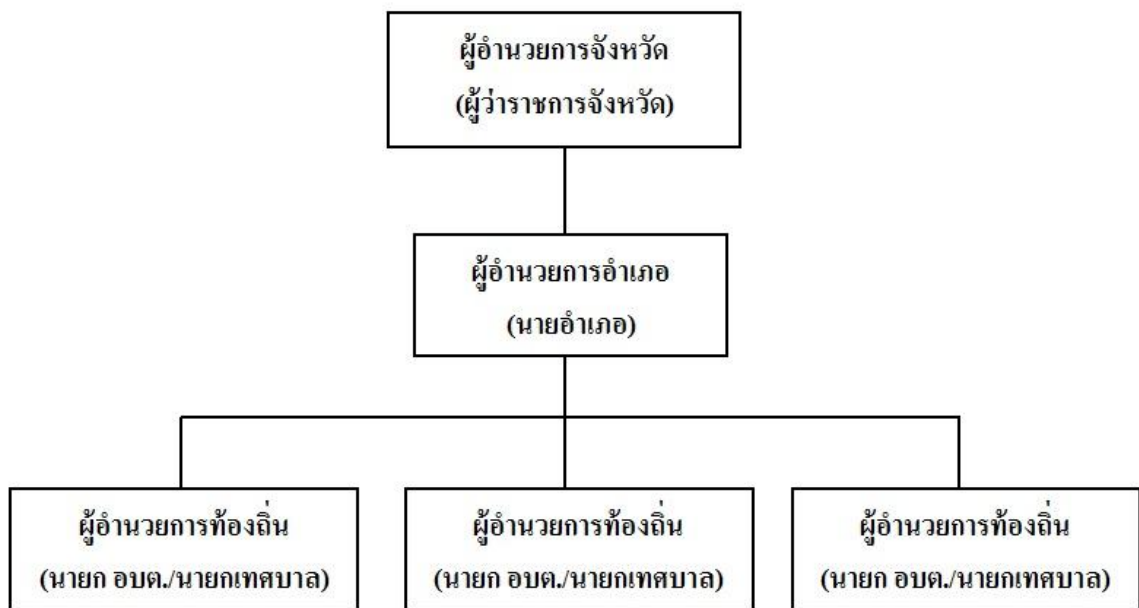 ผู้อำนวยการจังหวัด
(ผู้ว่าราชการจังหวัด)
ผู้อำนวยการอำเภอ
(นายอำเภอ)
ผู้อำนวยการท้องถิ่น
(นายก อบต./นายกเทศบาล)
ผู้อำนวยการท้องถิ่น
(นายก อบต./นายกเทศบาล)
ผู้อำนวยการท้องถิ่น
(นายก อบต./นายกเทศบาล)